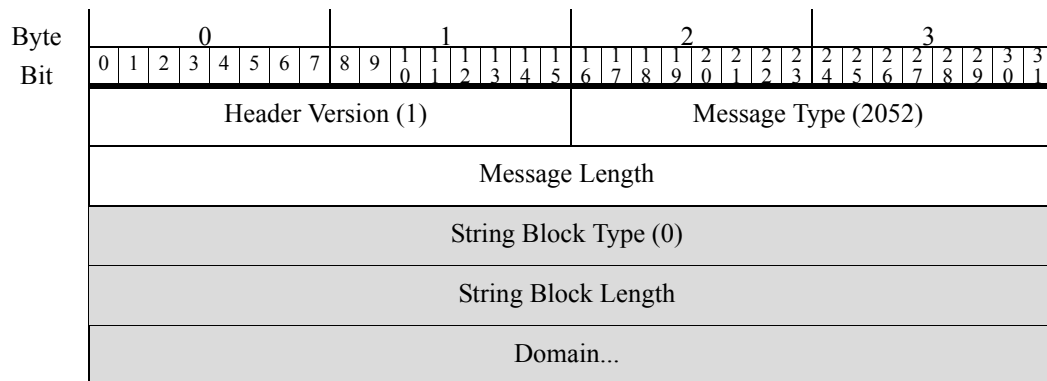 Byte 0 1 2 3
Bit 0 1 2 3 4 5 6 7 8 9 10 11 12 13 14 15 16 17 18 19 20 21 22 23 24 25 26 27 28 29 30 31
Header Version (1) Message Type (2052)
Message Length
String Block Type (0)
String Block Length
Domain...